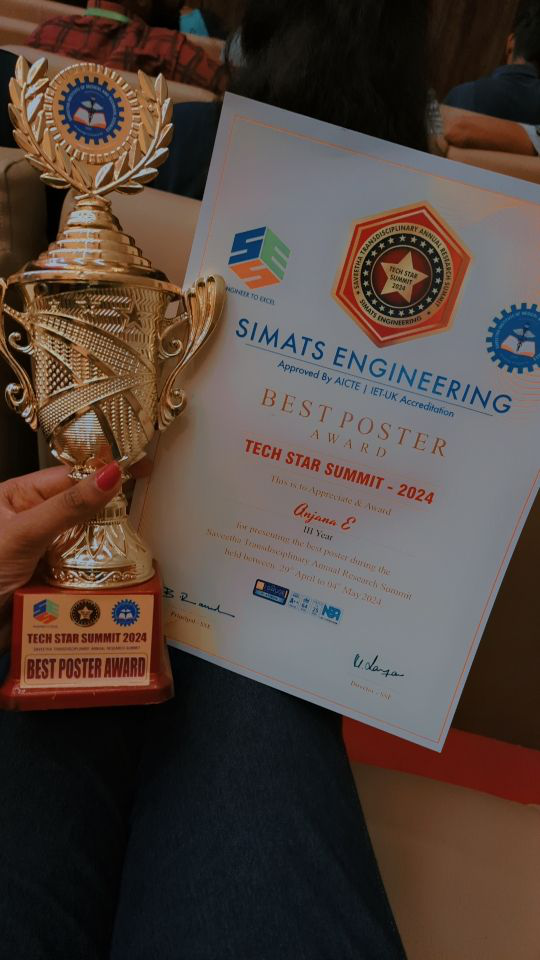 SAVEETHA TRANSDISCIPLINARY ANNUAL RESEARCH SUMMIT
TECH STAR
SUMMIT
2024
SIMATS ENGINEERING
SES
ENGINEER TO EXCEL
SIMATS ENGINEERING
Approved By AICTE | IET-UK Accreditation
BEST POSTER
AWARD
TECH STAR SUMMIT - 2024
This is to Appreciate & Award
Anjana E
III Year
for presenting the best poster during the
Saveetha Transdisciplinary Annual Research Summit
held between 29th April to 04th May 2024
NBA
Principal - SSE
Director - SSE
TECH STAR SUMMIT 2024
SAVEETHA TRANSDISCIPLINARY ANNUAL RESEARCH SUMMIT
BEST POSTER AWARD